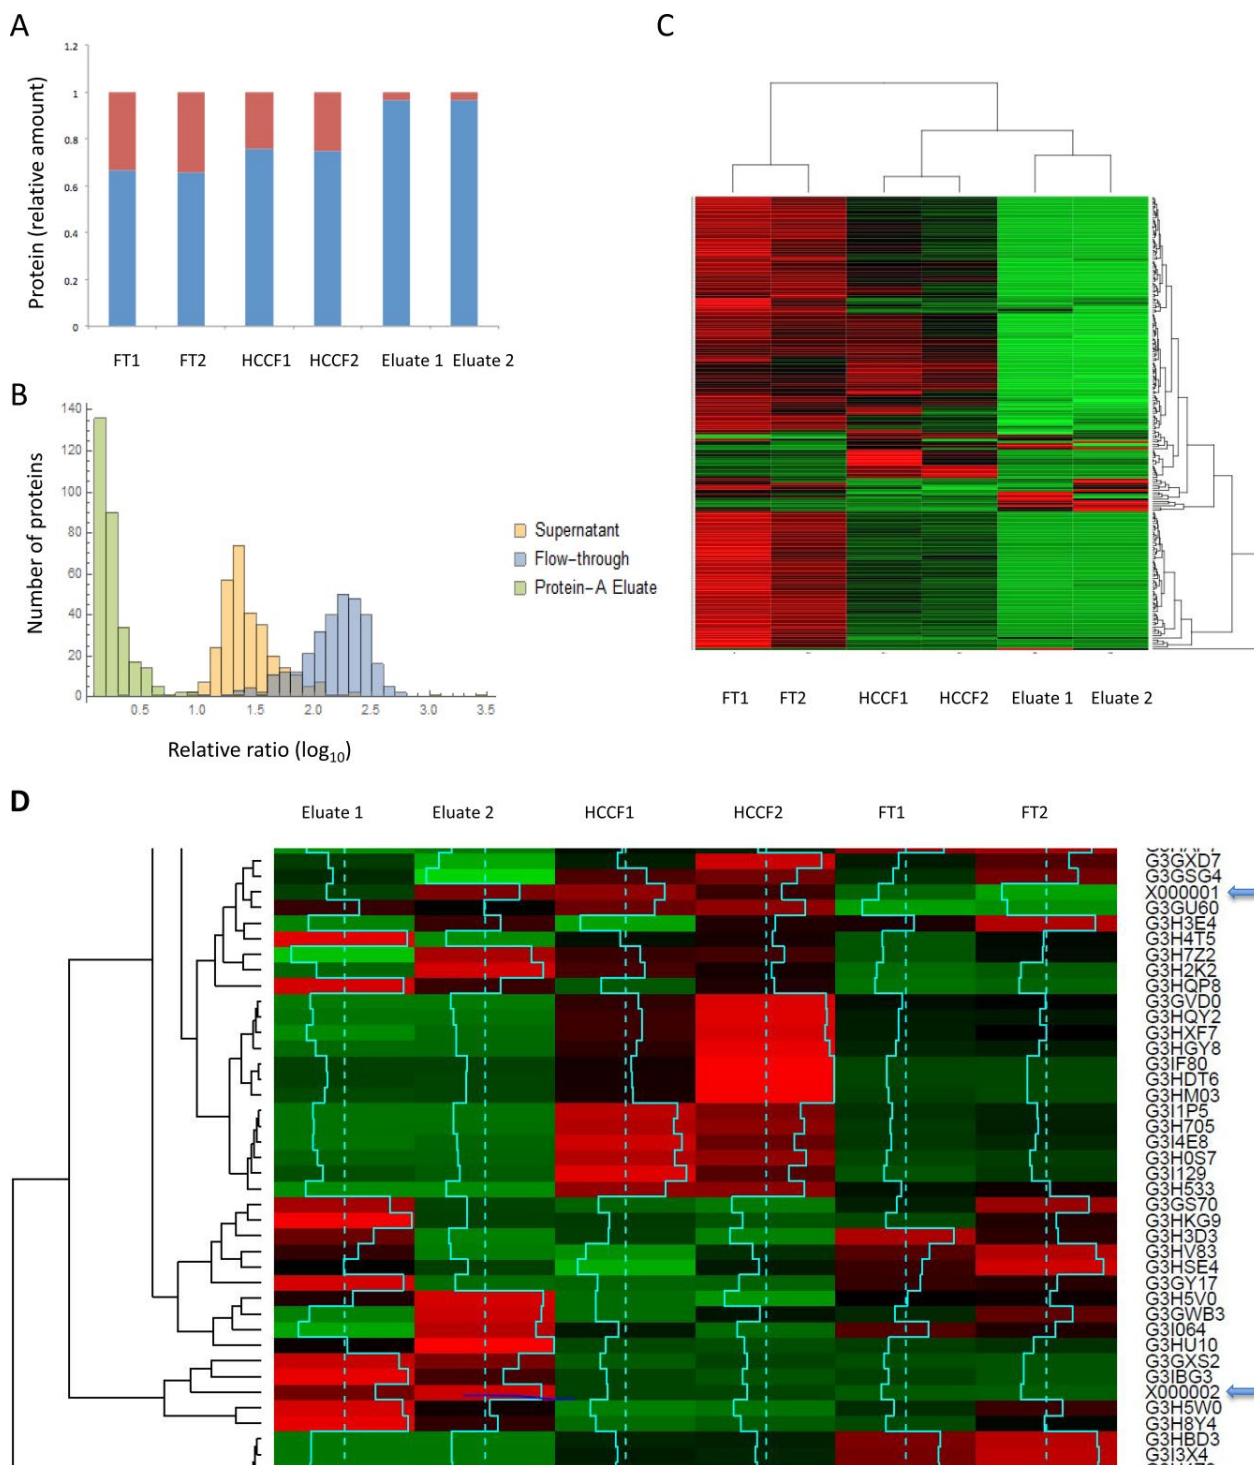 A
1.2
1
0.8
0.6
0.4
0.2
0
Protein (relative amount)
FT1 FT2 HCCF1 HCCF2 Eluate 1 Eluate 2
B
140
120
100
80
60
40
20
0
Number of proteins
0.5 1.0 1.5 2.0 2.5 3.0 3.5
Relative ratio (log10)
Supernatant
Flow-through
Protein-A Eluate
C
FT1 FT2 HCCF1 HCCF2 Eluate 1 Eluate 2
D
Eluate 1 Eluate 2 HCCF1 HCCF2 FT1 FT2
G3GXD7
G3GSG4
X000001
G3GU60
G3H3E4
G3H4T5
G3H7Z2
G3H2K2
G3HQP8
G3GVD0
G3HQY2
G3HXF7
G3HGY8
G3IF80
G3HDT6
G3HM03
G3I1P5
G3H705
G3I4E8
G3H0S7
G3I129
G3H533
G3GS70
G3HKG9
G3H3D3
G3HV83
G3HSE4
G3GY17
G3H5V0
G3GWB3
G3I064
G3HU10
G3GXS2
G3IBG3
X000002
G3H5W0
G3H8Y4
G3HBD3
G3I3X4